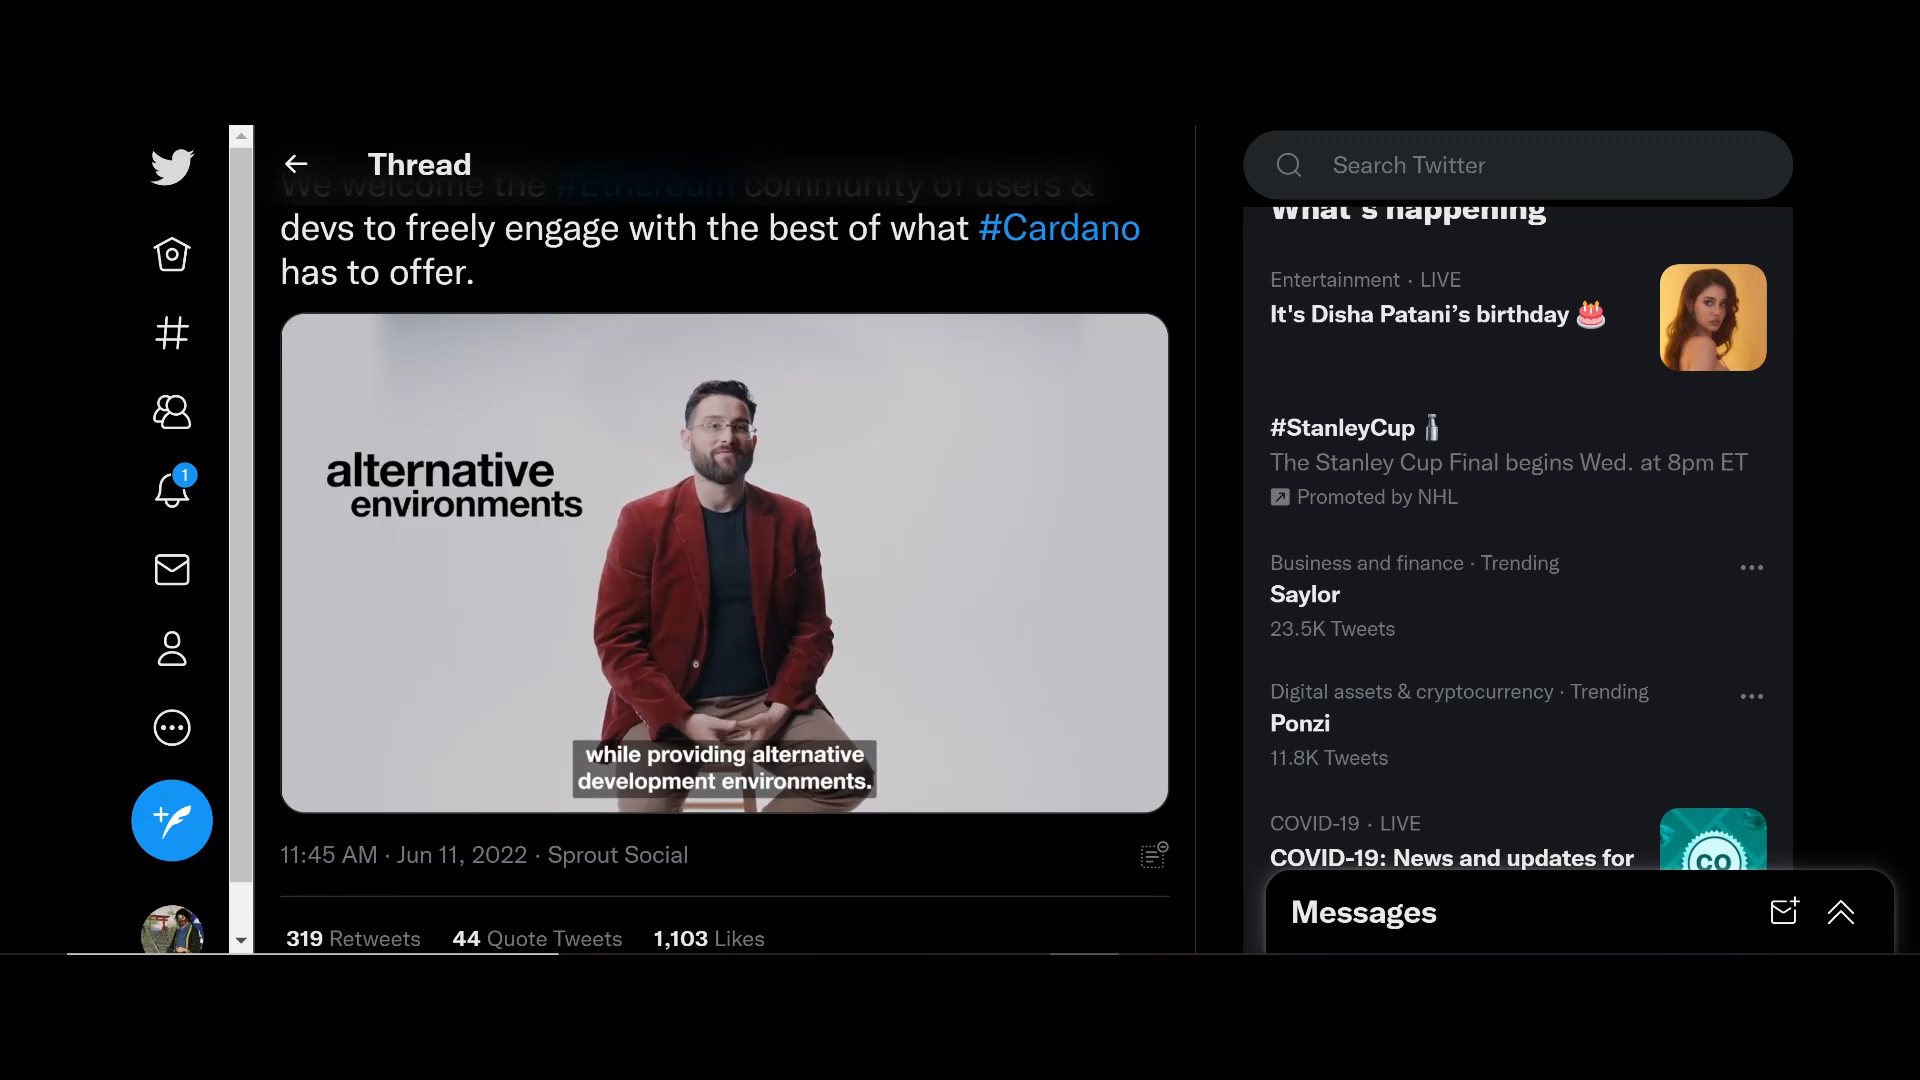 Thread
We welcome the #Ethereum community of users &
devs to freely engage with the best of what #Cardano
has to offer.
alternative
environments
while providing alternative
development environments.
11:45 AM · Jun 11, 2022 · Sprout Social
319 Retweets 44 Quote Tweets 1,103 Likes
1
Search Twitter
What's happening
Entertainment · LIVE
It's Disha Patani’s birthday 🎂
#StanleyCup
The Stanley Cup Final begins Wed. at 8pm ET
Promoted by NHL
Business and finance · Trending
Saylor
23.5K Tweets
Digital assets & cryptocurrency · Trending
Ponzi
11.8K Tweets
COVID-19 · LIVE
COVID-19: News and updates for
CO
Messages